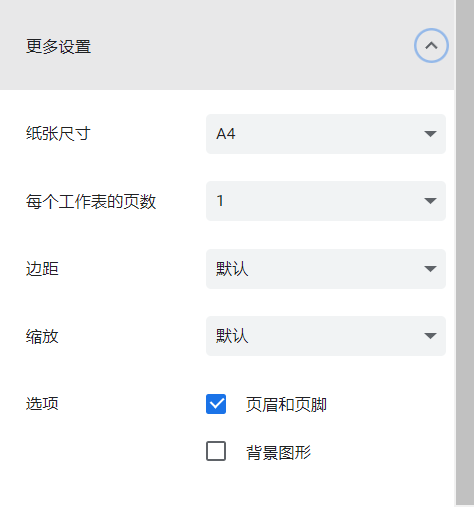 更多设置
纸张尺寸 A4
每个工作表的页数 1
边距 默认
缩放 默认
选项 页眉和页脚
背景图形